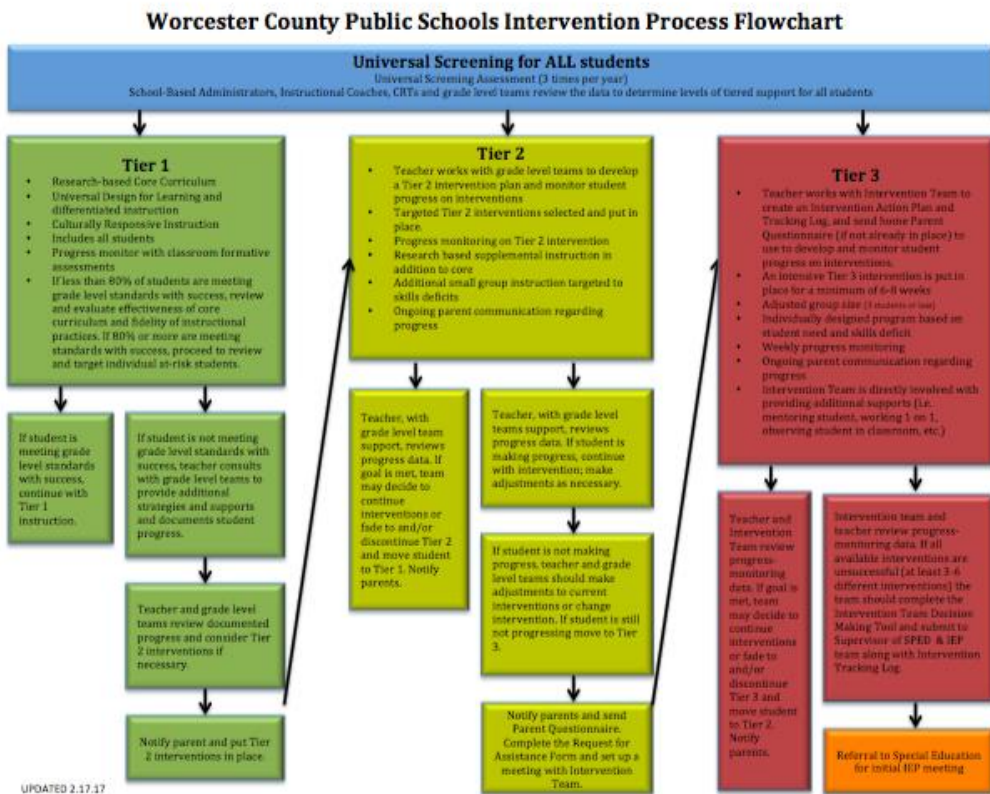 Worcester County Public Schools Intervention Process Flowchart
Universal Screening for ALL students
Universal Screening Assessment (3 times per year)
School-Based Administrators, Instructional Coaches, CRTs and grade level teams review the data to determine levels of tiered support for all students
Tier 1
• Research-based Core Curriculum
• Universal Design for Learning and
differentiated instruction
• Culturally Responsive Instruction
• Includes all students
• Progress monitor with classroom formative
assessments
• If less than 80% of students are meeting
grade level standards with success, review
and evaluate effectiveness of core
curriculum and fidelity of instructional
practices. If 80% or more are meeting
standards with success, proceed to review
and target individual at-risk students.
If student is
meeting grade
level standards
with success,
continue with
Tier 1
instruction.
If student is not meeting
grade level standards with
success, teacher consults
with grade level teams to
provide additional
strategies and supports
and documents student
progress.
Teacher and grade level
teams review documented
progress and consider Tier
2 interventions if
necessary.
Notify parent and put Tier
2 interventions in place.
Tier 2
• Teacher works with grade level teams to develop
a Tier 2 intervention plan and monitor student
progress on interventions
• Targeted Tier 2 interventions selected and put in
place.
• Progress monitoring on Tier 2 intervention
• Research based supplemental instruction in
addition to core
• Additional small group instruction targeted to
skills deficits
• Ongoing parent communication regarding
progress
Teacher, with
grade level team
support, reviews
progress data. If
goal is met, team
may decide to
continue
interventions or
fade to and/or
discontinue Tier 2
and move student
to Tier 1. Notify
parents.
Teacher, with grade level
teams support, reviews
progress data. If student is
making progress, continue
with intervention; make
adjustments as necessary.
If student is not making
progress, teacher and grade
level teams should make
adjustments to current
interventions or change
intervention. If student is still
not progressing move to Tier
3.
Notify parents and send
Parent Questionnaire.
Complete the Request for
Assistance Form and set up a
meeting with Intervention
Team.
Tier 3
• Teacher works with Intervention Team to
create an Intervention Action Plan and
Tracking Log, and send home Parent
Questionnaire (if not already in place) to
use to develop and monitor student
progress on interventions.
• An intensive Tier 3 intervention is put in
place for a minimum of 6-8 weeks
• Adjusted group size (3 students or less)
• Individually designed program based on
student need and skills deficit
• Weekly progress monitoring
• Ongoing parent communication regarding
progress
• Intervention Team is directly involved with
providing additional supports (i.e.
mentoring student, working 1 on 1,
observing student in classroom, etc.)
Teacher and
Intervention
Team review
progress-
monitoring
data. If goal is
met, team
may decide to
continue
interventions
or fade to
and/or
discontinue
Tier 3 and
move student
to Tier 2.
Notify
parents.
Intervention team and
teacher review progress-
monitoring data. If all
available interventions are
unsuccessful (at least 3-6
different interventions) the
team should complete the
Intervention Team Decision
Making Tool and submit to
Supervisor of SPED & IEP
team along with Intervention
Tracking Log.
Referral to Special Education
for initial IEP meeting
UPDATED 2.17.17